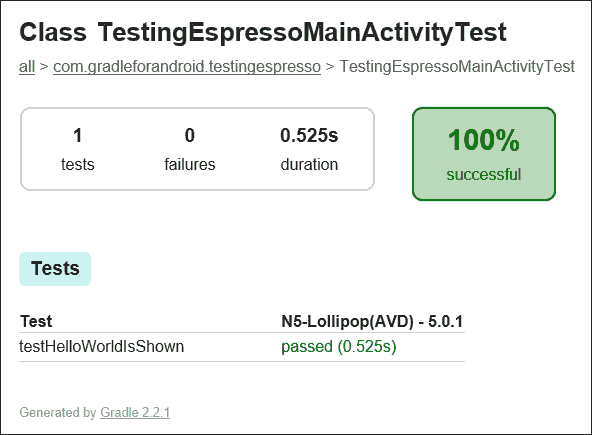 Class TestingEspressoMainActivityTest
all > com.gradleforandroid.testingespresso > TestingEspressoMainActivityTest
1 0 0.525s 100%
tests failures duration successful
Tests
Test N5-Lollipop(AVD) - 5.0.1
testHelloWorldIsShown passed (0.525s)
Generated by Gradle 2.2.1